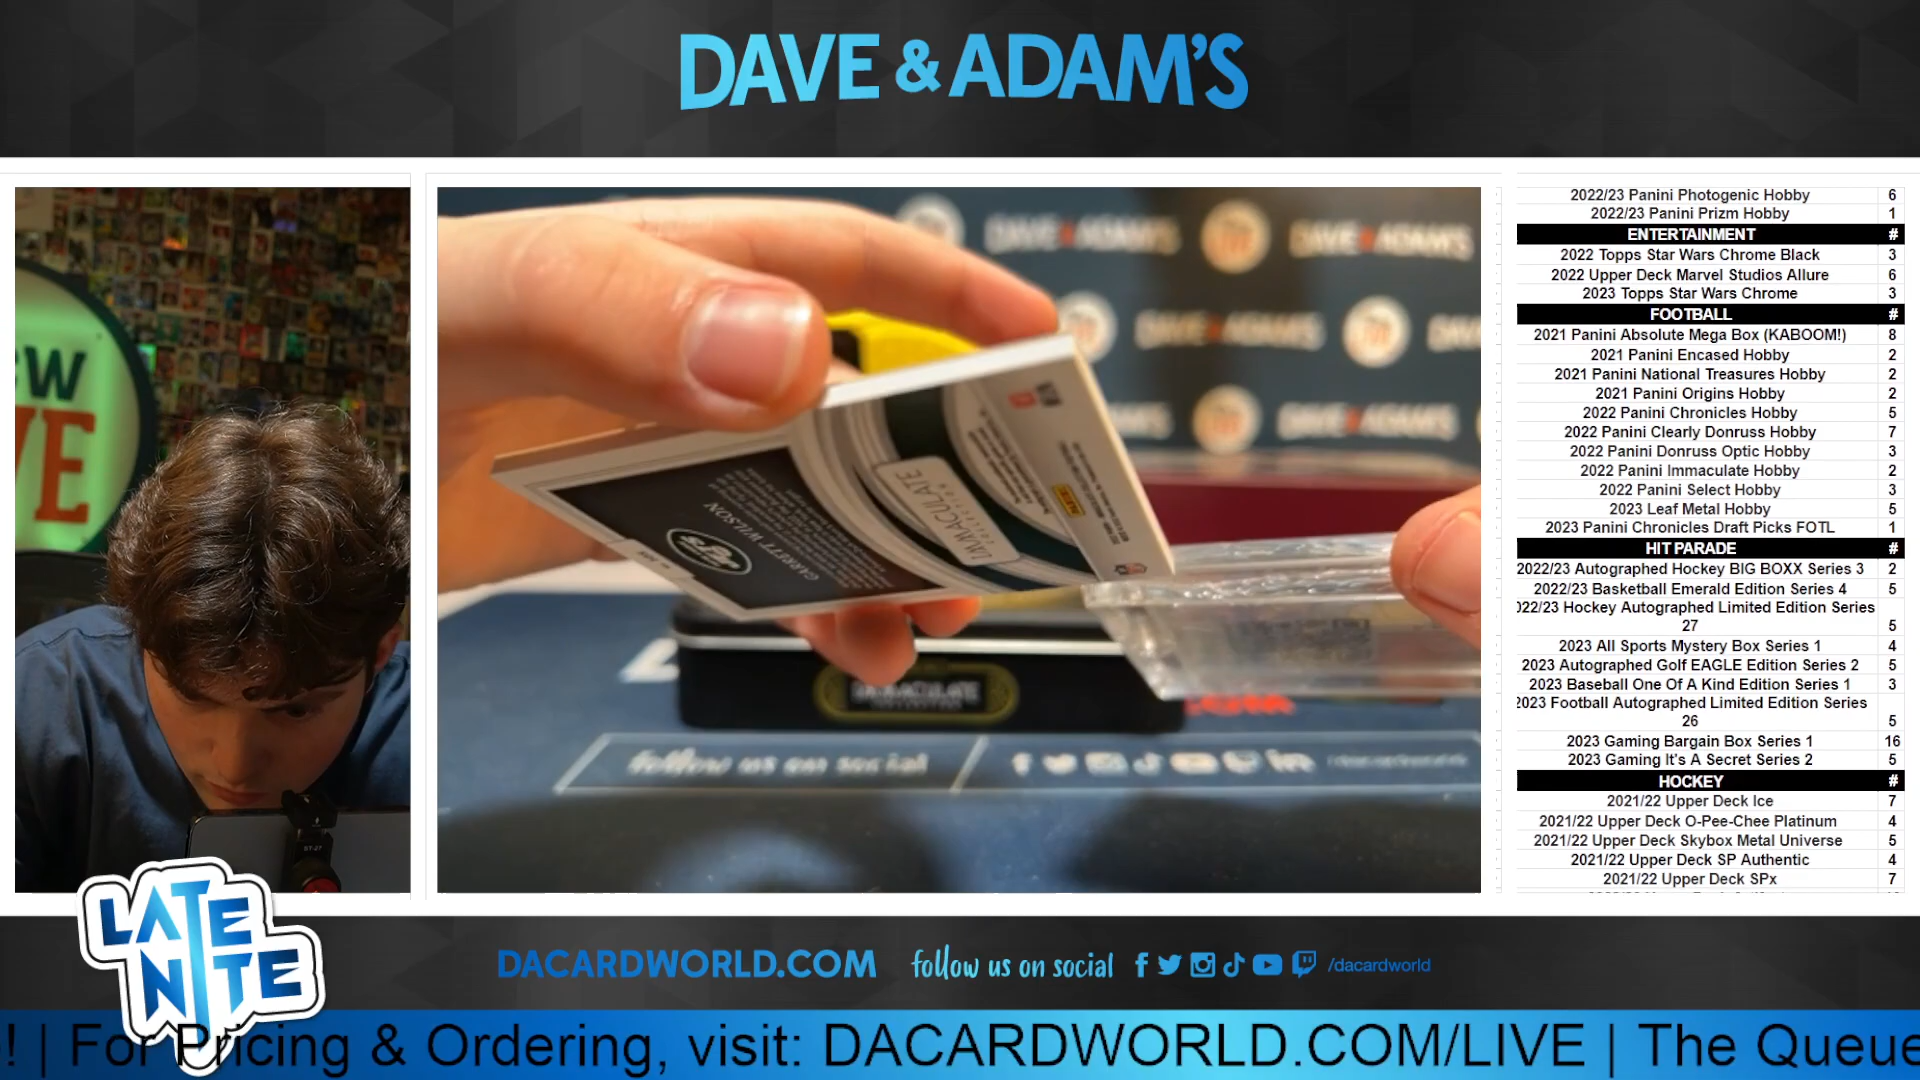 DAVE & ADAM'S
2022/23 Panini Photogenic Hobby 6
2022/23 Panini Prizm Hobby 1
ENTERTAINMENT #
2022 Topps Star Wars Chrome Black 3
2022 Upper Deck Marvel Studios Allure 6
2023 Topps Star Wars Chrome 3
FOOTBALL #
2021 Panini Absolute Mega Box (KABOOM!) 8
2021 Panini Encased Hobby 2
2021 Panini National Treasures Hobby 2
2021 Panini Origins Hobby 2
2022 Panini Chronicles Hobby 5
2022 Panini Clearly Donruss Hobby 7
2022 Panini Donruss Optic Hobby 3
2022 Panini Immaculate Hobby 2
2022 Panini Select Hobby 3
2023 Leaf Metal Hobby 5
2023 Panini Chronicles Draft Picks FOTL 1
HIT PARADE #
2022/23 Autographed Hockey BIG BOXX Series 3 2
2022/23 Basketball Emerald Edition Series 4 5
022/23 Hockey Autographed Limited Edition Series
27 5
2023 All Sports Mystery Box Series 1 4
2023 Autographed Golf EAGLE Edition Series 2 5
2023 Baseball One Of A Kind Edition Series 1 3
2023 Football Autographed Limited Edition Series
26 5
2023 Gaming Bargain Box Series 1 16
2023 Gaming It's A Secret Series 2 5
HOCKEY #
2021/22 Upper Deck Ice 7
2021/22 Upper Deck O-Pee-Chee Platinum 4
2021/22 Upper Deck Skybox Metal Universe 5
2021/22 Upper Deck SP Authentic 4
2021/22 Upper Deck SPx 7
DAVE & ADAM'S
IMMACULATE
COLLECTION
GARRETT WILSON
JETS
PANINI
IMMACULATE
follow us on social
LATE
NITE
DACARDWORLD.COM follow us on social /dacardworld
! | For Pricing & Ordering, visit: DACARDWORLD.COM/LIVE | The Queue